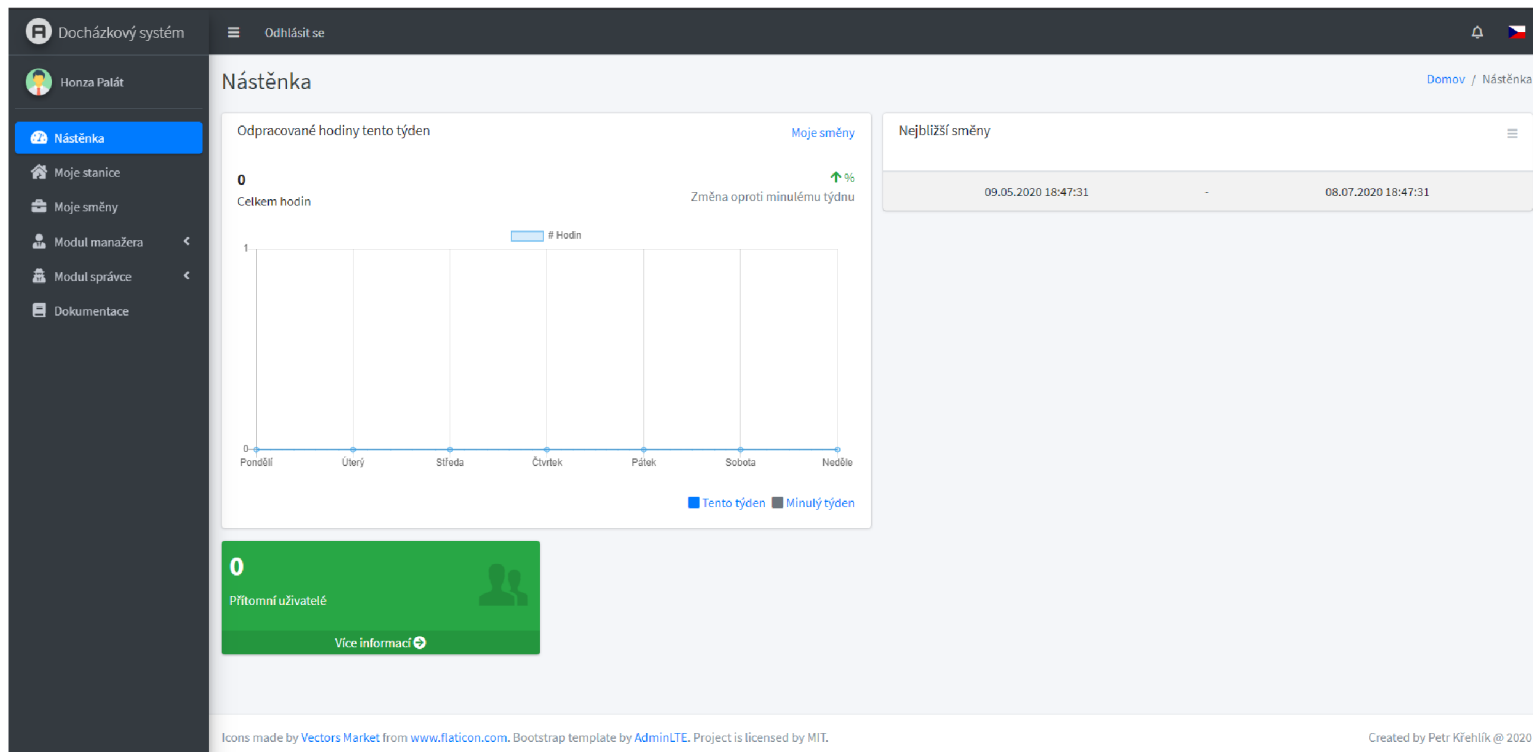 Docházkový systém
Odhlásit se
Honza Palát
Nástěnka
Moje stanice
Moje směny
Modul manažera
Modul správce
Dokumentace
Nástěnka
Domov / Nástěnka
Odpracované hodiny tento týden
Moje směny
0
Celkem hodin
%
Změna oproti minulému týdnu
# Hodin
1
0
Pondělí Úterý Středa Čtvrtek Pátek Sobota Neděle
Tento týden Minulý týden
Nejbližší směny
09.05.2020 18:47:31 - 08.07.2020 18:47:31
0
Přítomní uživatelé
Více informací
Icons made by Vectors Market from www.flaticon.com. Bootstrap template by AdminLTE. Project is licensed by MIT.
Created by Petr Křehlík @ 2020